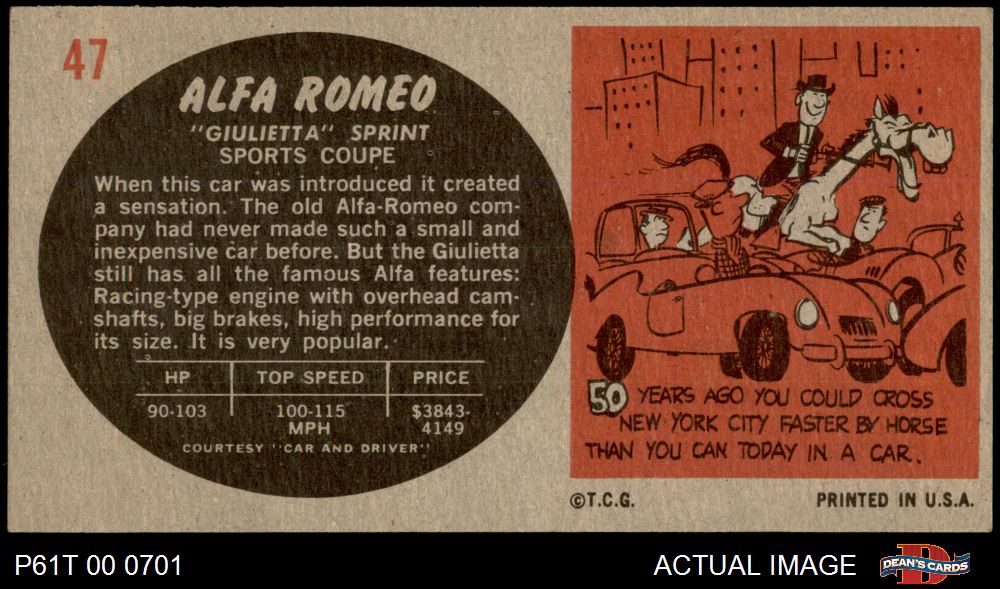 47
ALFA ROMEO
"GIULIETTA" SPRINT
SPORTS COUPE
When this car was introduced it created
a sensation. The old Alfa-Romeo com-
pany had never made such a small and
inexpensive car before. But the Giulietta
still has all the famous Alfa features:
Racing-type engine with overhead cam-
shafts, big brakes, high performance for
its size. It is very popular.
HP TOP SPEED PRICE
90-103 100-115 $3843-
MPH 4149
COURTESY "CAR AND DRIVER"
50 YEARS AGO YOU COULD CROSS
NEW YORK CITY FASTER BY HORSE
THAN YOU CAN TODAY IN A CAR.
©T.C.G. PRINTED IN U.S.A.
P61T 00 0701 ACTUAL IMAGE DEAN'S CARDS